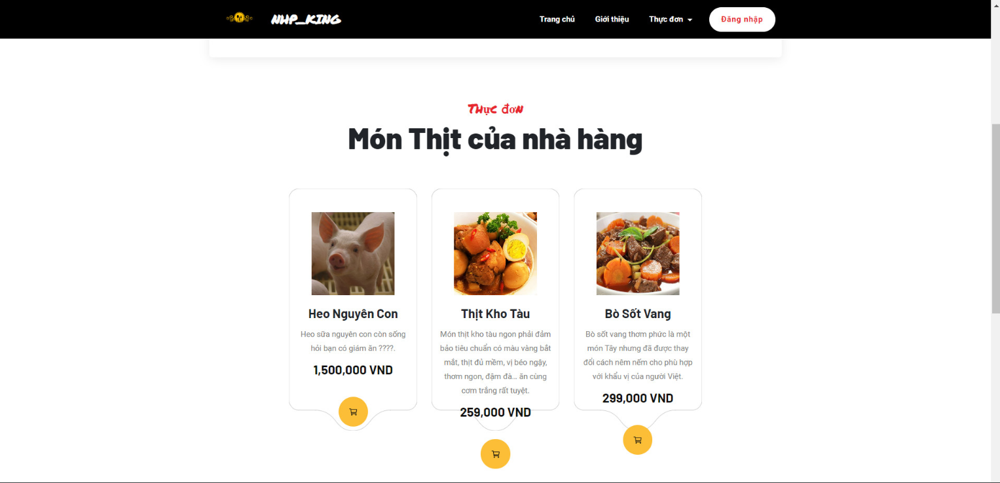 NHP_KING
Trang chủ
Giới thiệu
Thực đơn
Đăng nhập
Thực đơn
Món Thịt của nhà hàng
Heo Nguyên Con
Heo sữa nguyên con còn sống
hỏi bạn có giám ăn ????.
1,500,000 VND
Thịt Kho Tàu
Món thịt kho tàu ngon phải đảm
bảo tiêu chuẩn có màu vàng bắt
mắt, thịt đủ mềm, vị béo ngậy,
thơm ngon, đậm đà... ăn cùng
cơm trắng rất tuyệt.
259,000 VND
Bò Sốt Vang
Bò sốt vang thơm phức là một
món Tây nhưng đã được thay
đổi cách nêm nếm cho phù hợp
với khẩu vị của người Việt.
299,000 VND